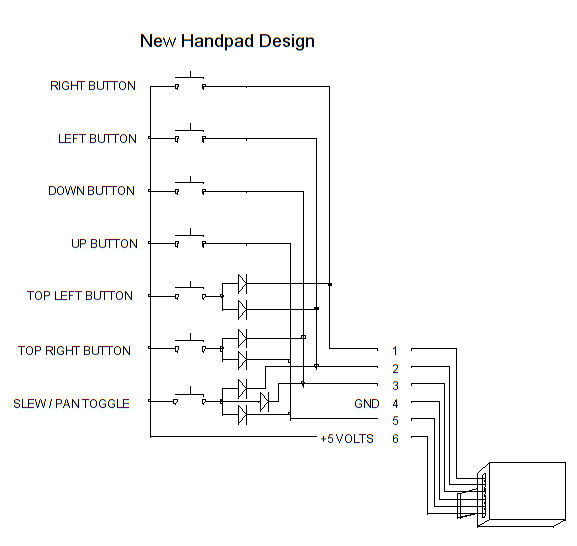 New Handpad Design
RIGHT BUTTON
LEFT BUTTON
DOWN BUTTON
UP BUTTON
TOP LEFT BUTTON
TOP RIGHT BUTTON
SLEW / PAN TOGGLE
1
2
3
GND 4
5
+5 VOLTS 6